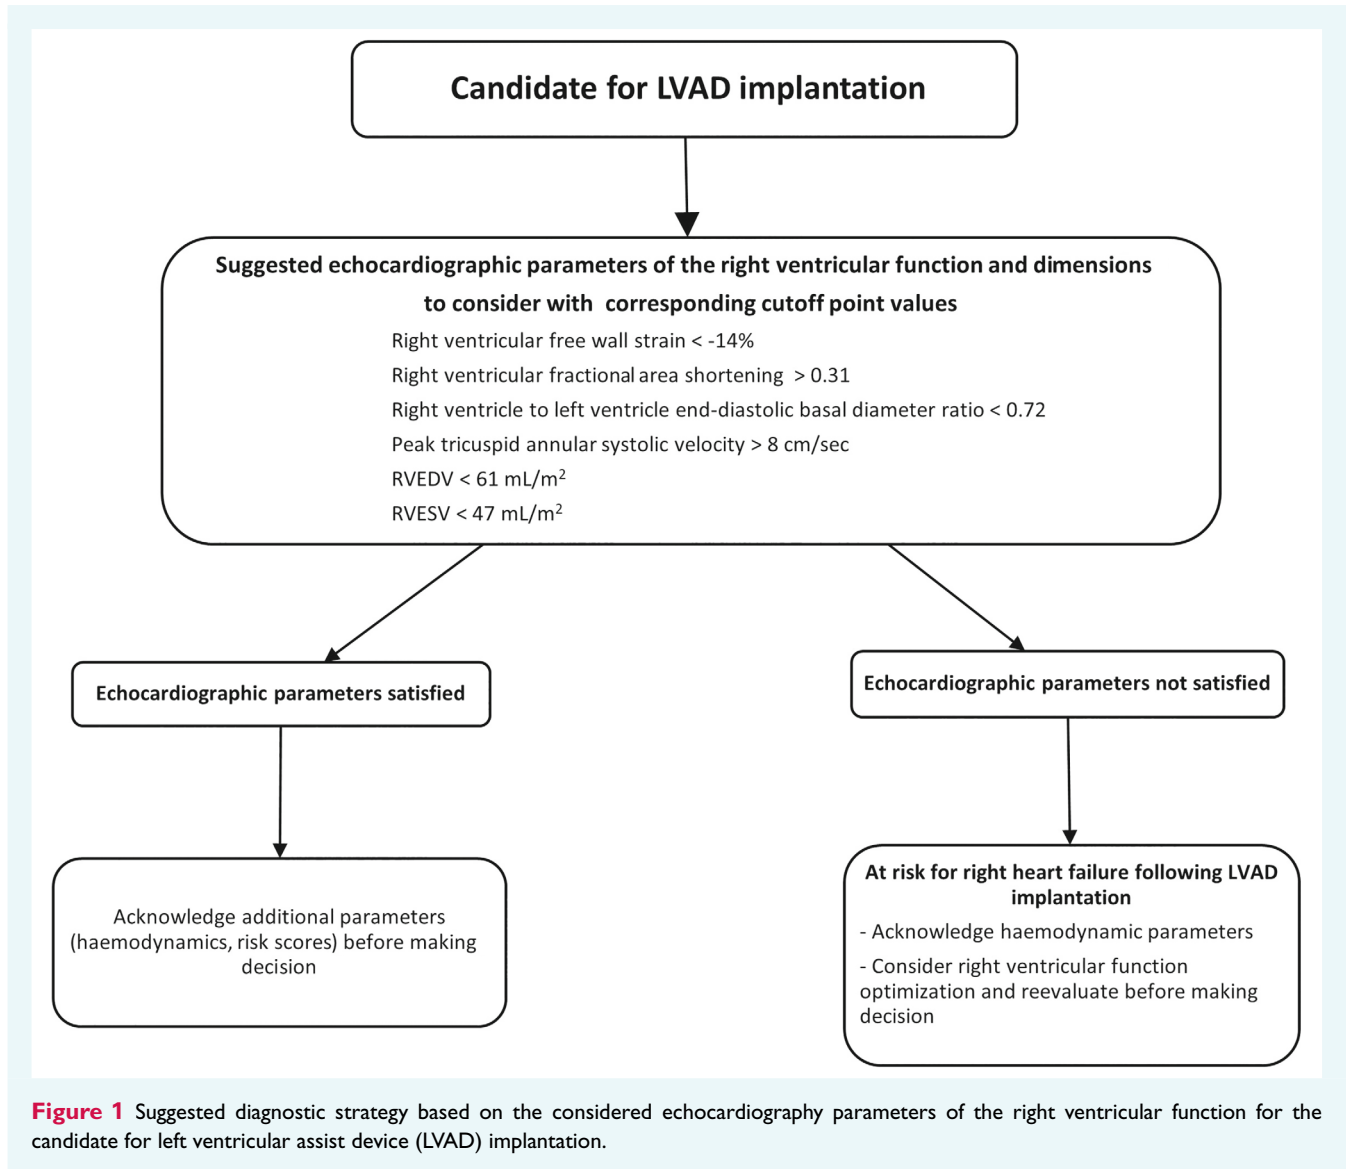 Candidate for LVAD implantation
Suggested echocardiographic parameters of the right ventricular function and dimensions
to consider with corresponding cutoff point values
Right ventricular free wall strain < -14%
Right ventricular fractional area shortening > 0.31
Right ventricle to left ventricle end-diastolic basal diameter ratio < 0.72
Peak tricuspid annular systolic velocity > 8 cm/sec
RVEDV < 61 mL/m²
RVESV < 47 mL/m²
Echocardiographic parameters satisfied
Echocardiographic parameters not satisfied
Acknowledge additional parameters
(haemodynamics, risk scores) before making
decision
At risk for right heart failure following LVAD
implantation
- Acknowledge haemodynamic parameters
- Consider right ventricular function
optimization and reevaluate before making
decision
Figure 1 Suggested diagnostic strategy based on the considered echocardiography parameters of the right ventricular function for the
candidate for left ventricular assist device (LVAD) implantation.